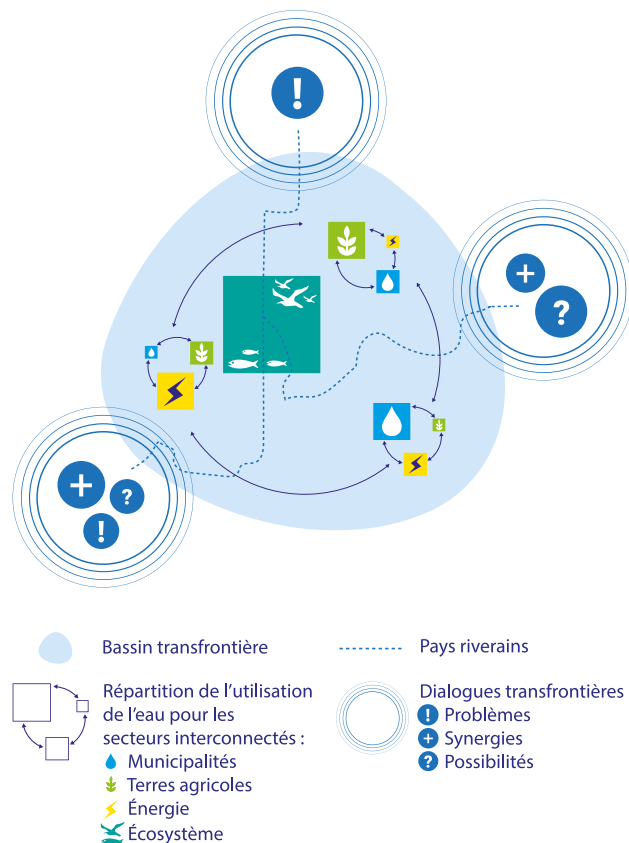 !
+
?
+
?
!
Bassin transfrontière
Répartition de l'utilisation
de l'eau pour les
secteurs interconnectés :
Municipalités
Terres agricoles
Énergie
Écosystème
Pays riverains
Dialogues transfrontières
! Problèmes
+ Synergies
? Possibilités